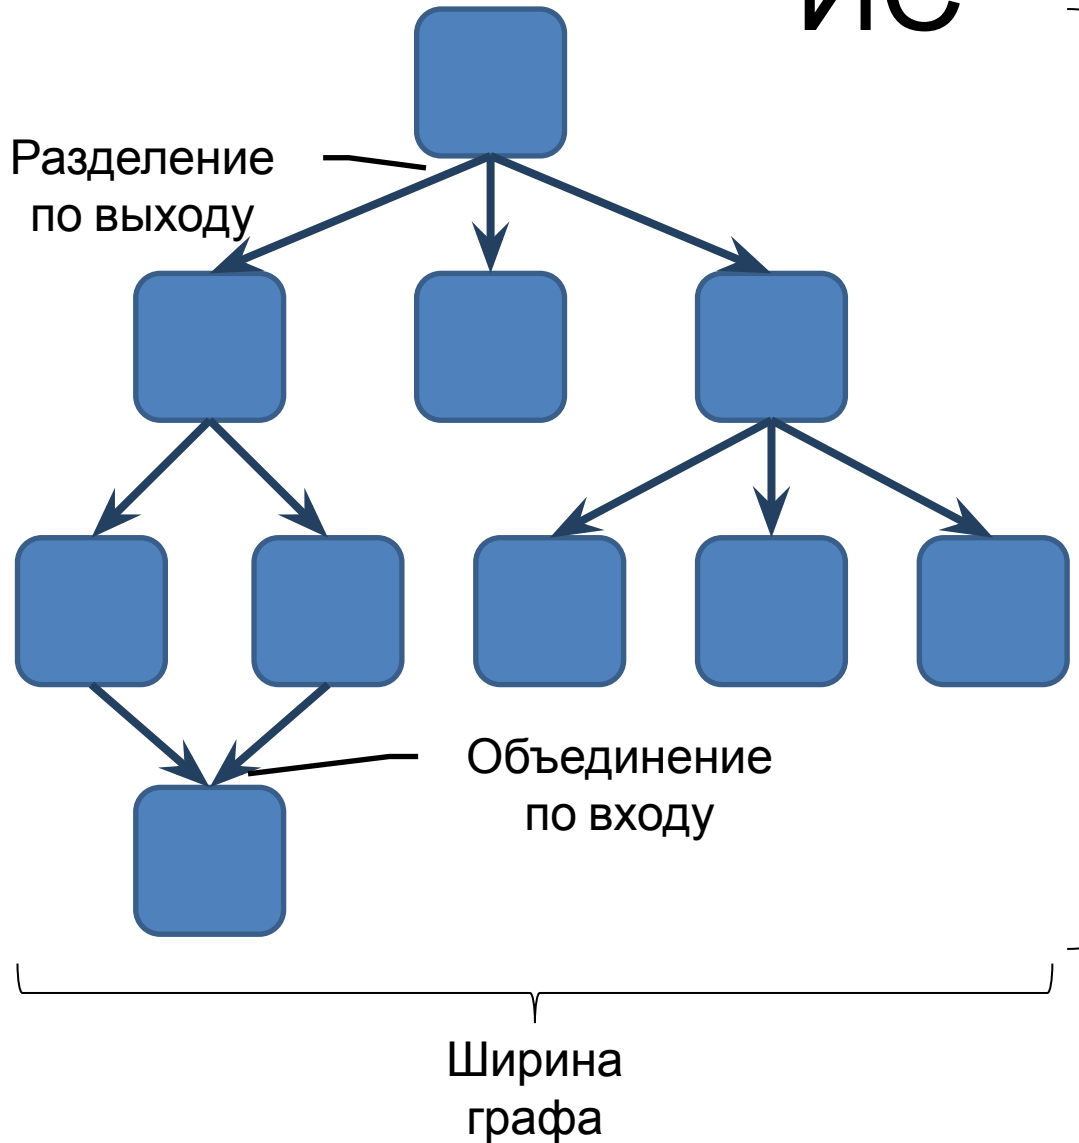 ИС
Разделение
по выходу
Объединение
по входу
Ширина
графа